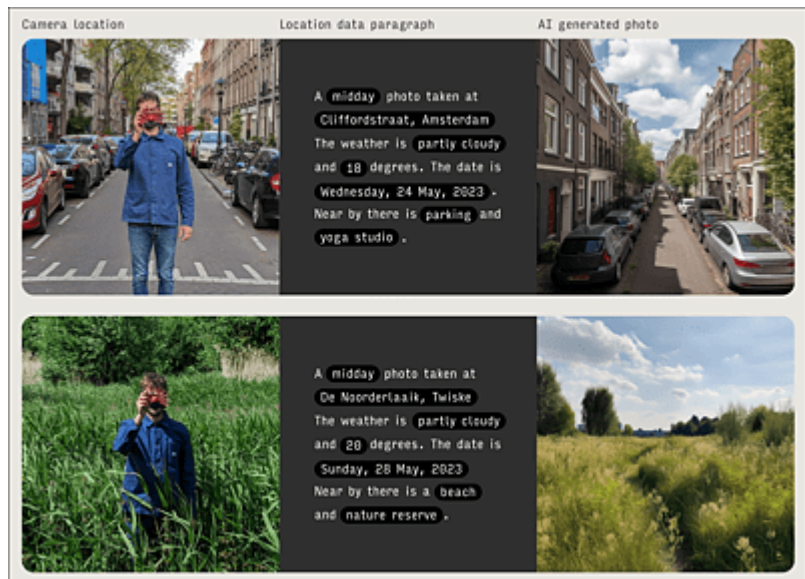 Camera location
Location data paragraph
AI generated photo
A midday photo taken at
Cliffordstraat, Amsterdam
The weather is partly cloudy
and 18 degrees. The date is
Wednesday, 24 May, 2023.
Near by there is parking and
yoga studio.
A midday photo taken at
De Noorderlaaik, Twiske
The weather is partly cloudy
and 20 degrees. The date is
Sunday, 28 May, 2023
Near by there is a beach
and nature reserve.